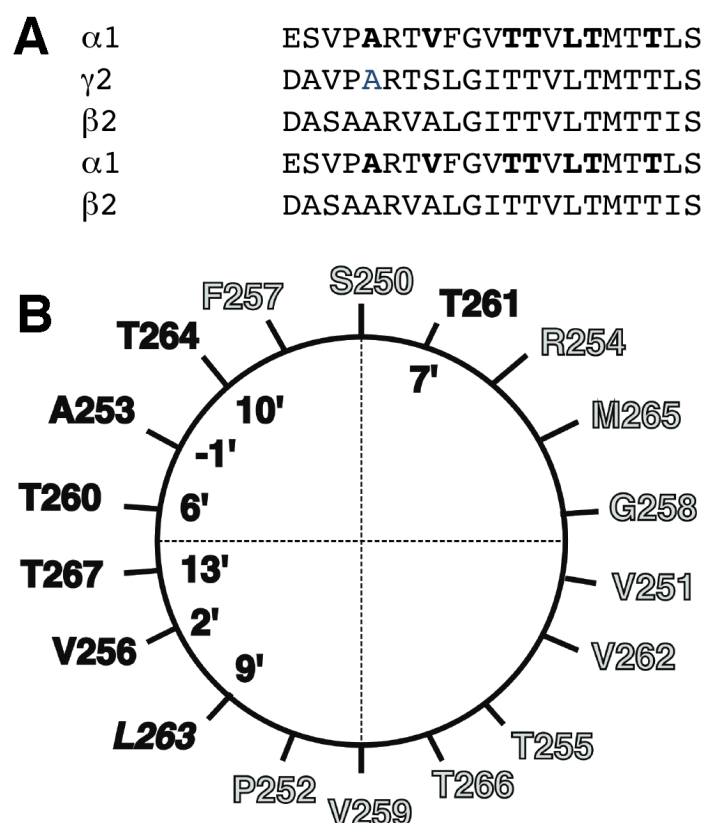 A
α1 ESVPARTVFGVTTVLTMTTLS
γ2 DAVPARTSLGITTVLTMTTLS
β2 DASAARVALGITTVLTMTTIS
α1 ESVPARTVFGVTTVLTMTTLS
β2 DASAARVALGITTVLTMTTIS
B
F257 S250 T261
T264 R254
7'
10'
A253 M265
-1'
T260 6' G258
T267 13' V251
2'
V256 V262
9'
L263 T255
P252 V259 T266